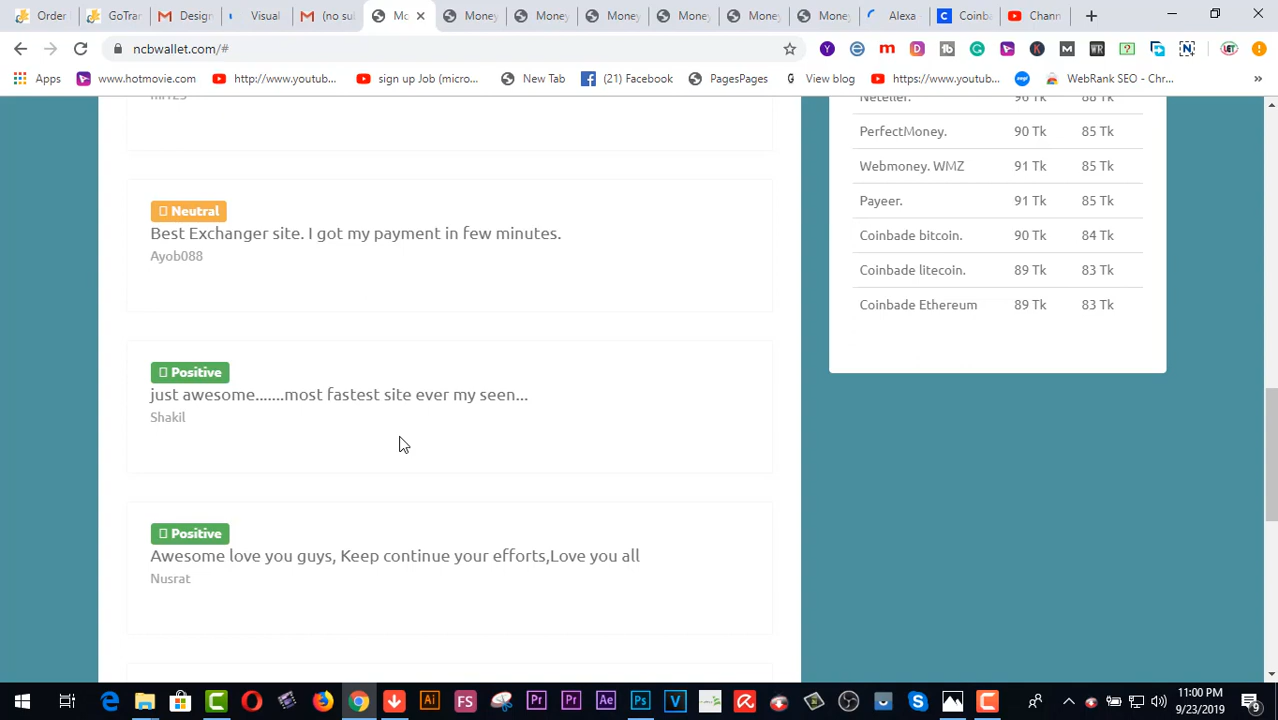 Order
GoTra
Design
Visual
(no su
Mo
Money
Money
Money
Money
Money
Money
Alexa
Coinb
Chann
ncbwallet.com/#
Apps
www.hotmovie.com
http://www.youtub...
sign up Job (micro...
New Tab
(21) Facebook
PagesPages
View blog
https://www.youtub...
WebRank SEO - Chr...
Neteller. 96 Tk 88 Tk
PerfectMoney. 90 Tk 85 Tk
Webmoney. WMZ 91 Tk 85 Tk
Payeer. 91 Tk 85 Tk
Coinbade bitcoin. 90 Tk 84 Tk
Coinbade litecoin. 89 Tk 83 Tk
Coinbade Ethereum 89 Tk 83 Tk
Neutral
Best Exchanger site. I got my payment in few minutes.
Ayob088
Positive
just awesome.......most fastest site ever my seen...
Shakil
Positive
Awesome love you guys, Keep continue your efforts,Love you all
Nusrat
11:00 PM
9/23/2019